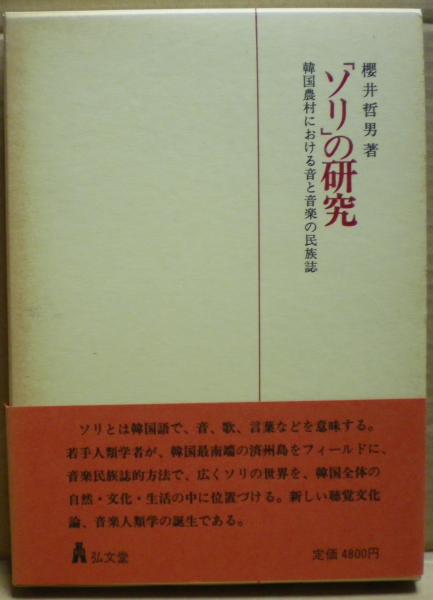 櫻井哲男著
「ソリ」の研究
韓国農村における音と音楽の民族誌
ソリとは韓国語で、音、歌、言葉などを意味する。
若手人類学者が、韓国最南端の済州島をフィールドに、
音楽民族誌的方法で、広くソリの世界を、韓国全体の
自然・文化・生活の中に位置づける。新しい聴覚文化
論、音楽人類学の誕生である。
弘文堂
定価 4800円